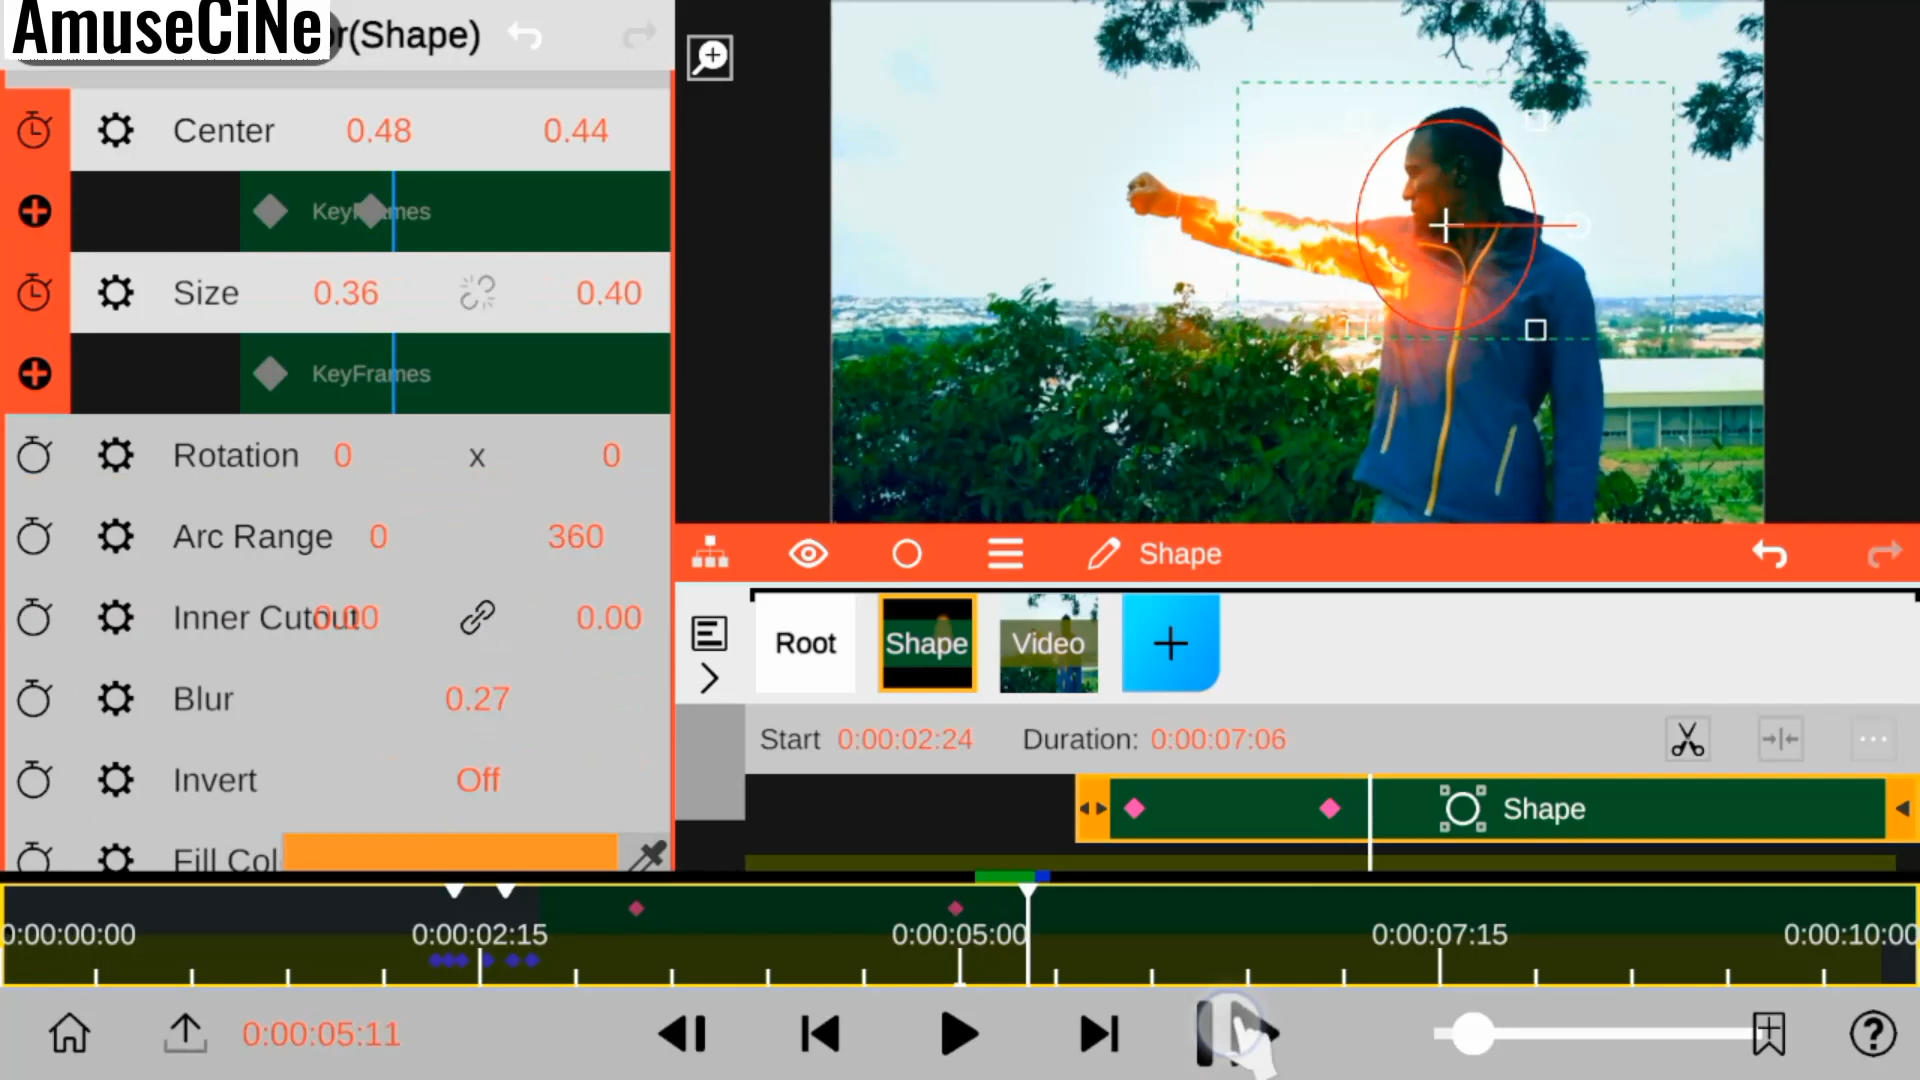 AmuseCiNe
r(Shape)
Center 0.48 0.44
KeyFrames
Size 0.36 0.40
KeyFrames
Rotation 0 x 0
Arc Range 0 360
Inner Cutout 0.00 0.00
Blur 0.27
Invert Off
Fill Col
Shape
Root
Shape
Video
Start 0:00:02:24 Duration: 0:00:07:06
Shape
0:00:00:00 0:00:02:15 0:00:05:00 0:00:07:15 0:00:10:00
0:00:05:11